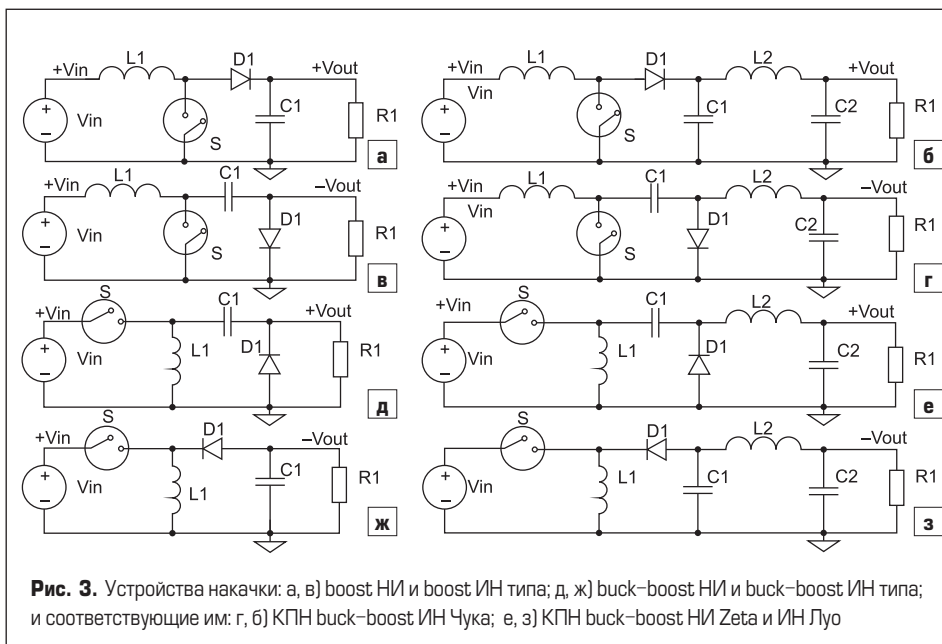 +Vin L1 D1 +Vout
Vin S C1 R1
а
+Vin L1 D1 L2 +Vout
Vin S C1 C2 R1
б
+Vin L1 C1 –Vout
Vin S D1 R1
в
+Vin L1 C1 L2 –Vout
Vin S D1 C2 R1
г
+Vin S C1 +Vout
Vin L1 D1 R1
д
+Vin S C1 L2 +Vout
Vin L1 D1 C2 R1
е
+Vin S D1 –Vout
Vin L1 C1 R1
ж
+Vin S D1 L2 –Vout
Vin L1 C1 C2 R1
з
Рис. 3. Устройства накачки: а, в) boost НИ и boost ИН типа; д, ж) buck–boost НИ и buck–boost ИН типа;
и соответствующие им: г, б) КПН buck–boost ИН Чука; е, з) КПН buck–boost НИ Zeta и ИН Луо